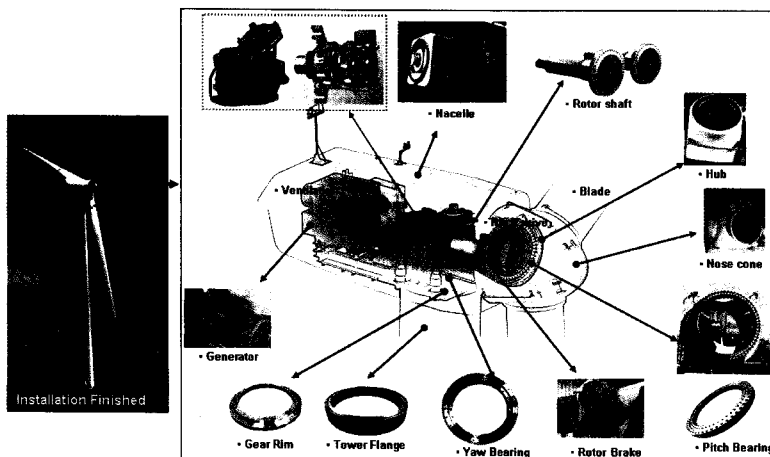 • Nacelle
• Rotor shaft
• Hub
• Blade
• Nose cone
• Generator
Installation Finished
• Gear Rim
• Tower Flange
• Yaw Bearing
• Rotor Brake
• Pitch Bearing